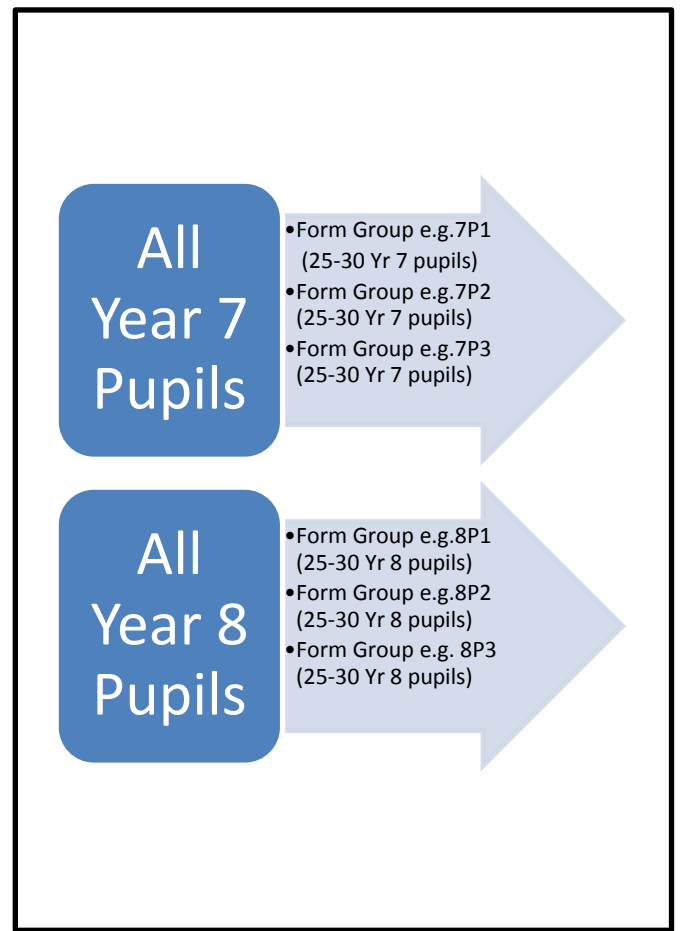 All
Year 7
Pupils
•Form Group e.g.7P1
(25-30 Yr 7 pupils)
•Form Group e.g.7P2
(25-30 Yr 7 pupils)
•Form Group e.g.7P3
(25-30 Yr 7 pupils)
All
Year 8
Pupils
•Form Group e.g.8P1
(25-30 Yr 8 pupils)
•Form Group e.g.8P2
(25-30 Yr 8 pupils)
•Form Group e.g. 8P3
(25-30 Yr 8 pupils)